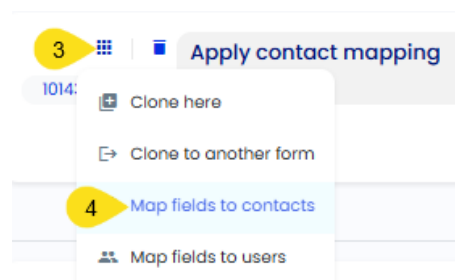 3
Apply contact mapping
1014
Clone here
Clone to another form
4 Map fields to contacts
Map fields to users